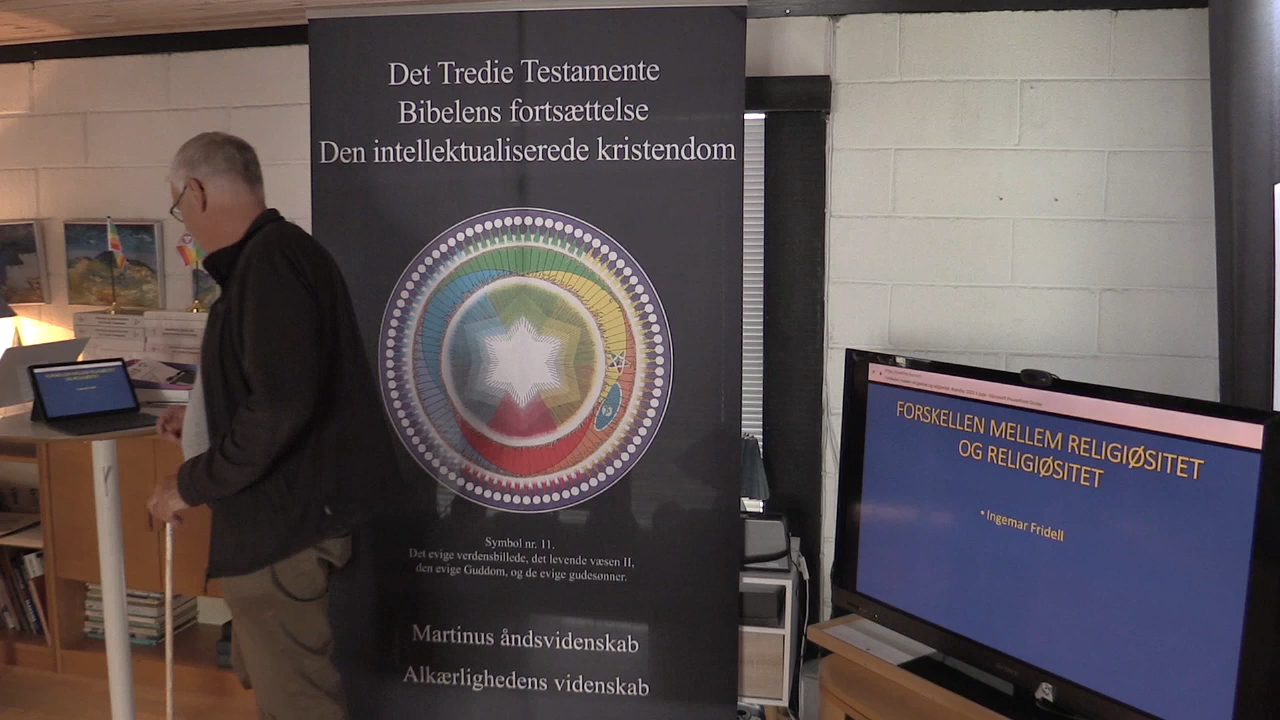 Det Tredie Testamente
Bibelens fortsættelse
Den intellektualiserede kristendom
Symbol nr. 11.
Det evige verdensbillede, det levende væsen II,
den evige Guddom, og de evige gudesønner.
Martinus åndsvidenskab
Alkærlighedens videnskab
FORSKELLEN MELLEM RELIGIØSITET
OG RELIGIØSITET
• Ingemar Fridell